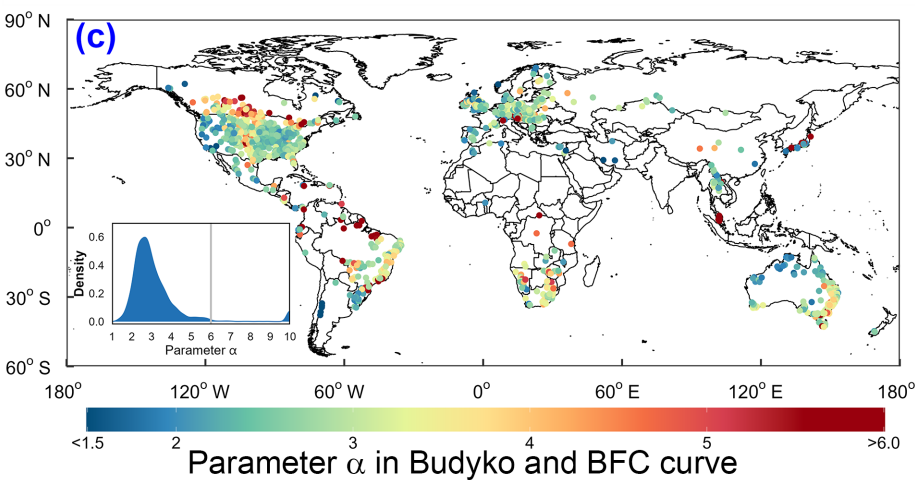 (c)
90° N
60° N
30° N
0°
30° S
60° S
180°
120° W
60° W
0°
60° E
120° E
180°
Density
0.6
0.4
0.2
0.0
1 2 3 4 5 6 7 8 9 10
Parameter α
<1.5 2 3 4 5 >6.0
Parameter α in Budyko and BFC curve